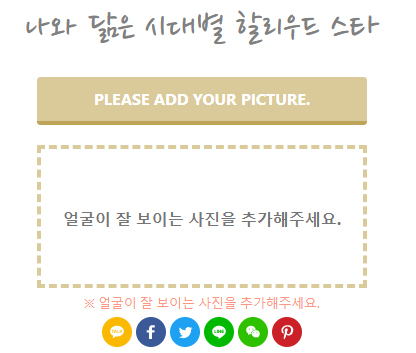 나와 닮은 시대별 할리우드 스타
PLEASE ADD YOUR PICTURE.
얼굴이 잘 보이는 사진을 추가해주세요.
※ 얼굴이 잘 보이는 사진을 추가해주세요.
TALK
LINE